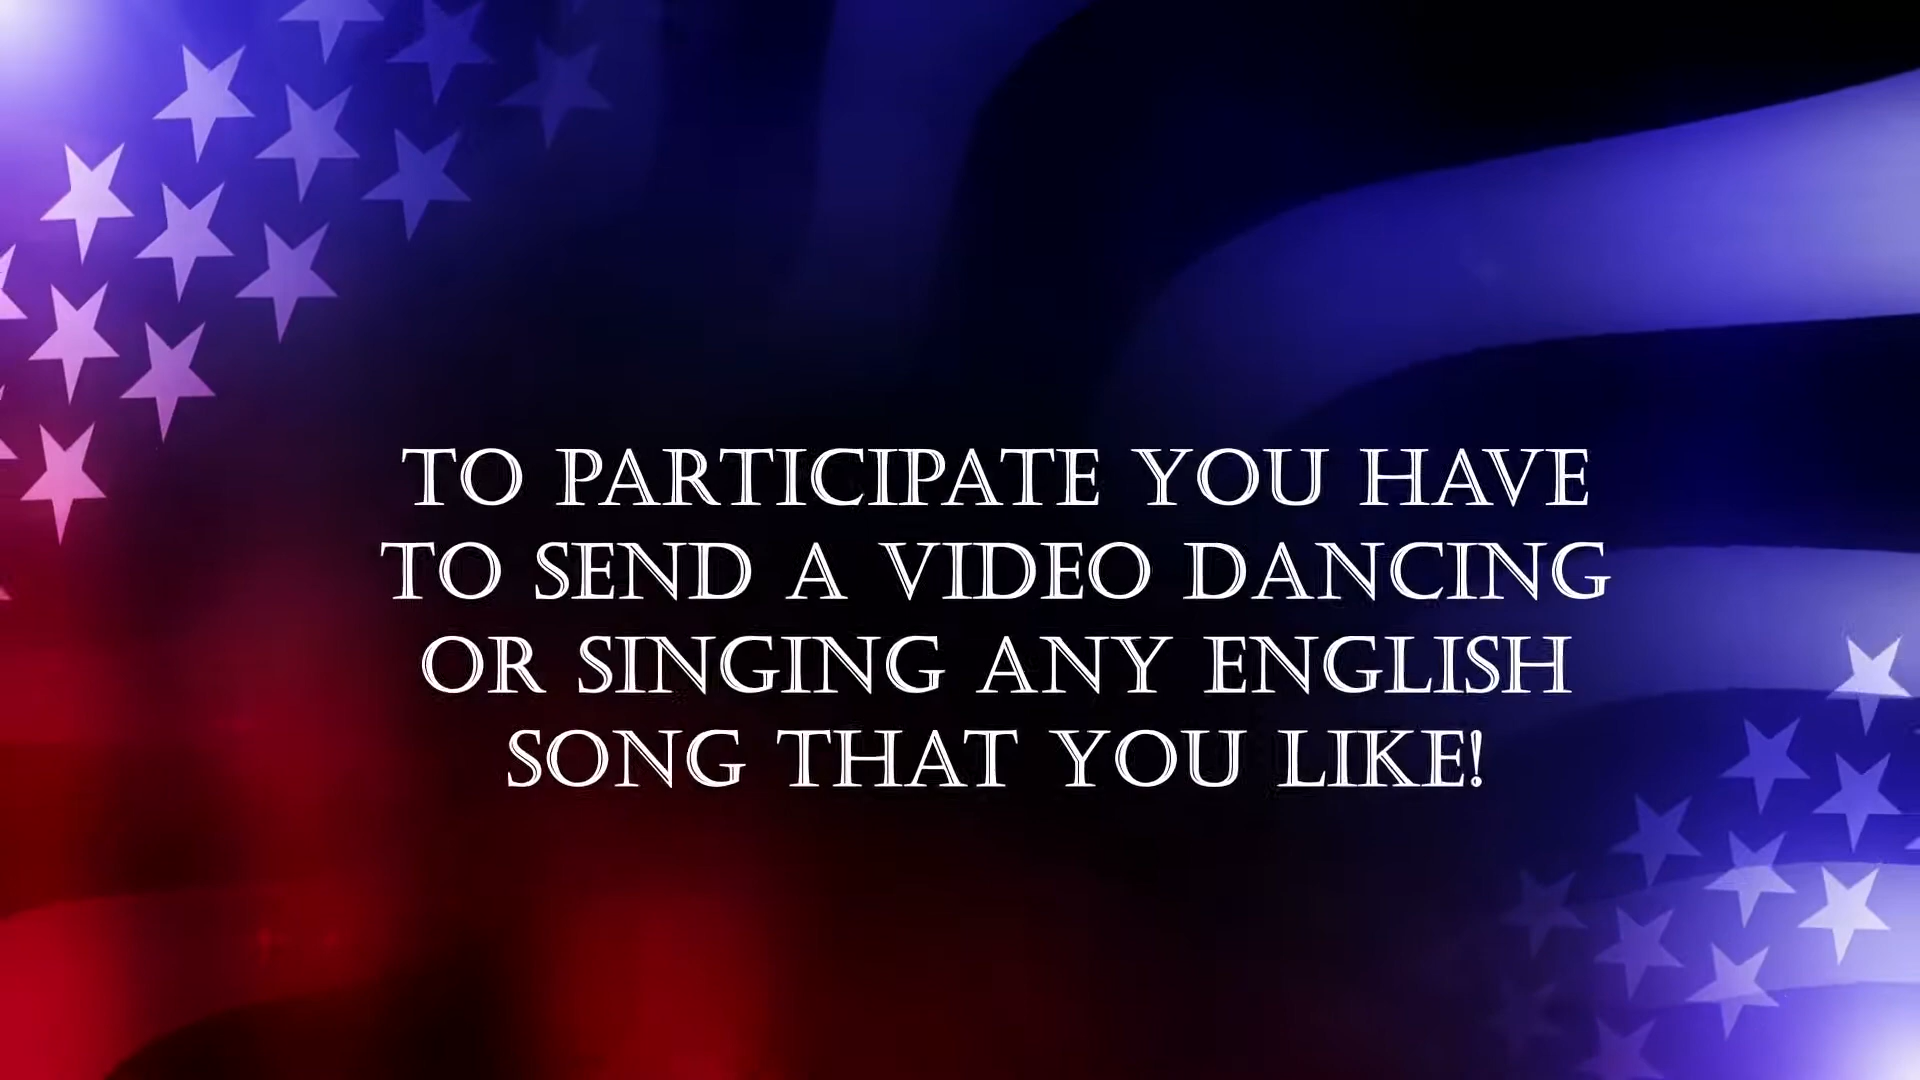 TO PARTICIPATE YOU HAVE
TO SEND A VIDEO DANCING
OR SINGING ANY ENGLISH
SONG THAT YOU LIKE!